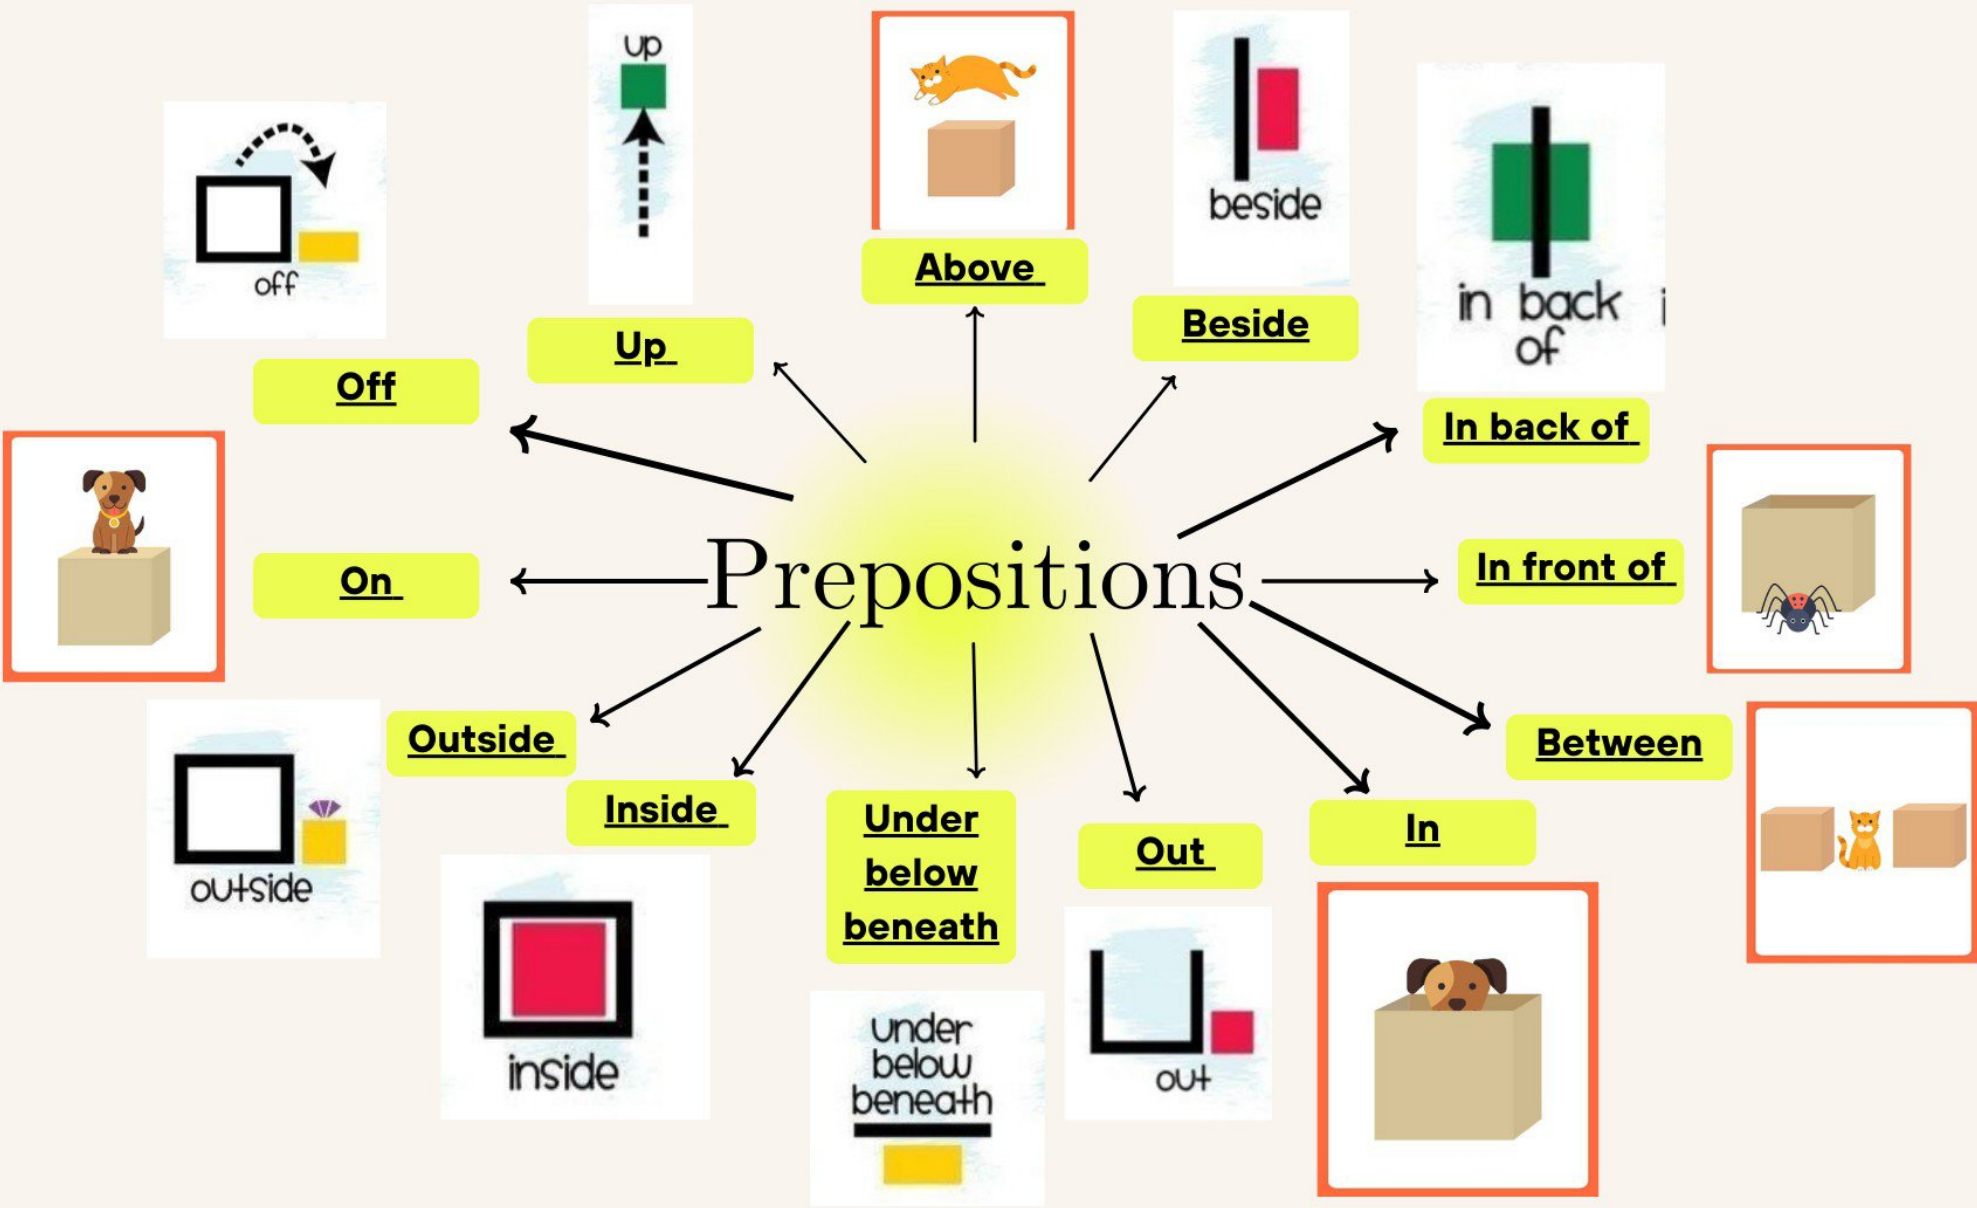 up
off
beside
in back
of
Above
Beside
Up
Off
In back of
On
Prepositions
In front of
Outside
Inside
Under
below
beneath
Out
In
Between
outside
inside
under
below
beneath
out